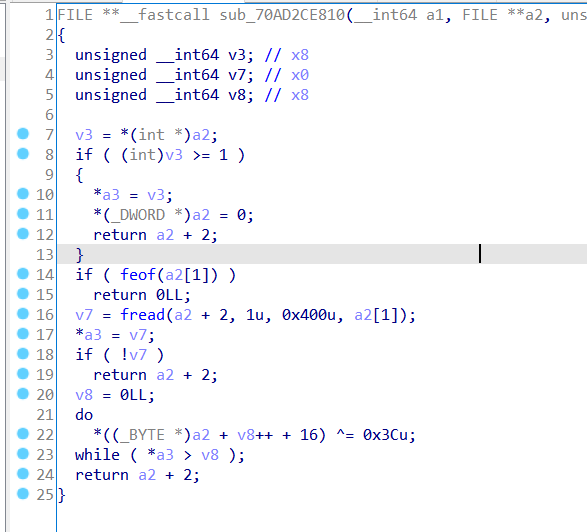 1 FILE **__fastcall sub_70AD2CE810(__int64 a1, FILE **a2, uns
2 {
3   unsigned __int64 v3; // x8
4   unsigned __int64 v7; // x0
5   unsigned __int64 v8; // x8
6
7   v3 = *(int *)a2;
8   if ( (int)v3 >= 1 )
9   {
10     *a3 = v3;
11     *(_DWORD *)a2 = 0;
12     return a2 + 2;
13   }
14   if ( feof(a2[1]) )
15     return 0LL;
16   v7 = fread(a2 + 2, 1u, 0x400u, a2[1]);
17   *a3 = v7;
18   if ( !v7 )
19     return a2 + 2;
20   v8 = 0LL;
21   do
22     *((_BYTE *)a2 + v8++ + 16) ^= 0x3Cu;
23   while ( *a3 > v8 );
24   return a2 + 2;
25 }